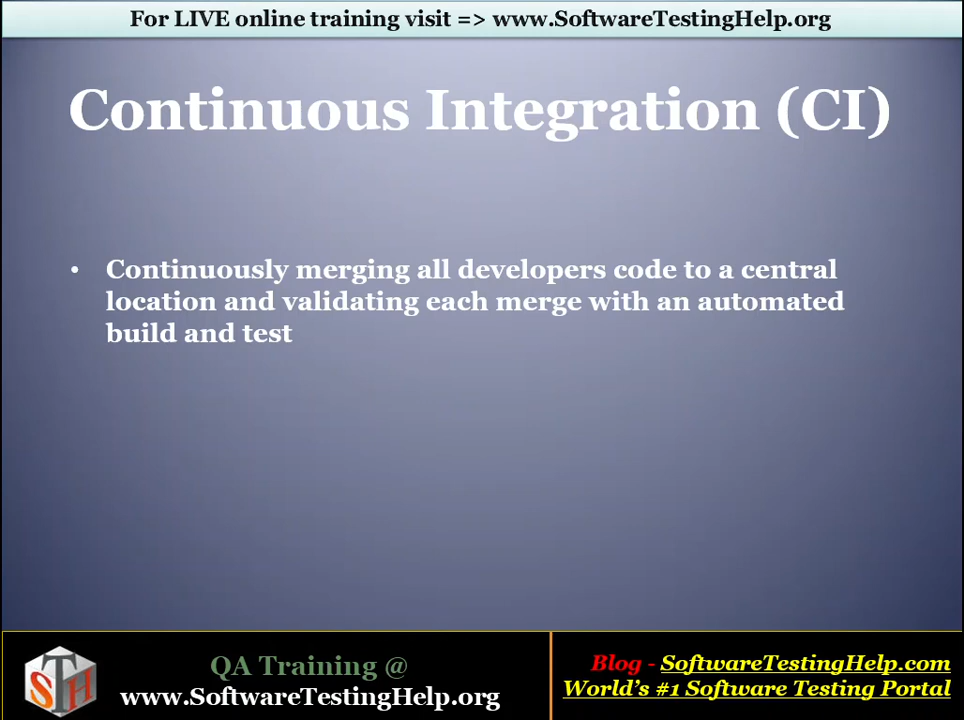 For LIVE online training visit => www.SoftwareTestingHelp.org
Continuous Integration (CI)
• Continuously merging all developers code to a central
location and validating each merge with an automated
build and test
STH
QA Training @
www.SoftwareTestingHelp.org
Blog - SoftwareTestingHelp.com
World's #1 Software Testing Portal